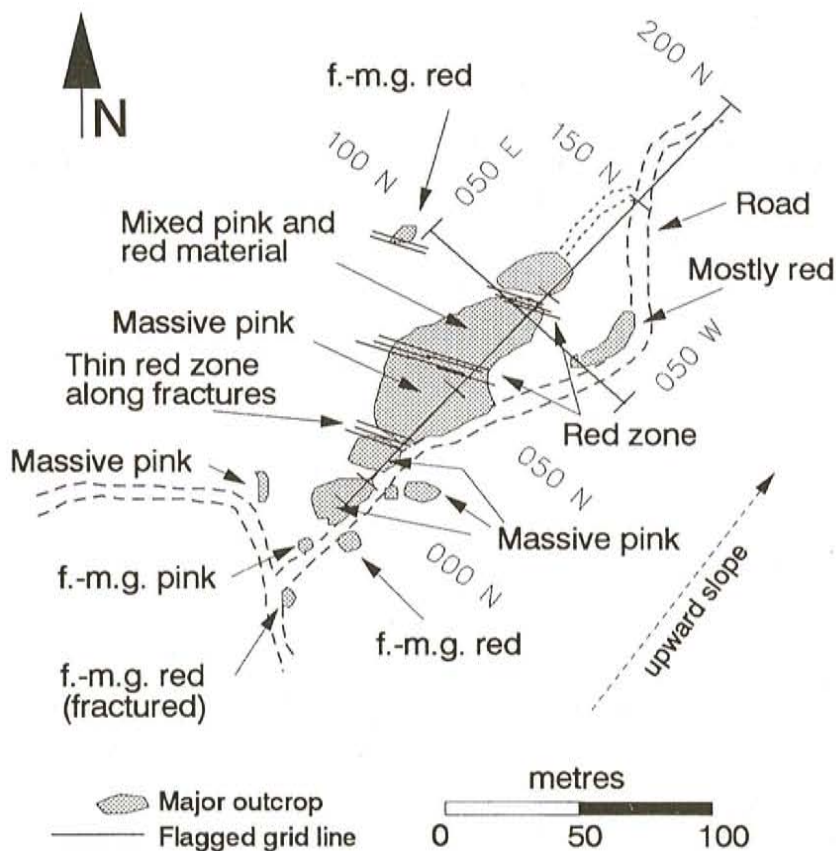 200 N
f.-m.g. red
N
100 N
050 E
150 N
Road
Mixed pink and
red material
Mostly red
Massive pink
Thin red zone
along fractures
050 W
Red zone
Massive pink
050 N
Massive pink
f.-m.g. pink
000 N
f.-m.g. red
upward slope
f.-m.g. red
(fractured)
metres
Major outcrop
Flagged grid line
0 50 100